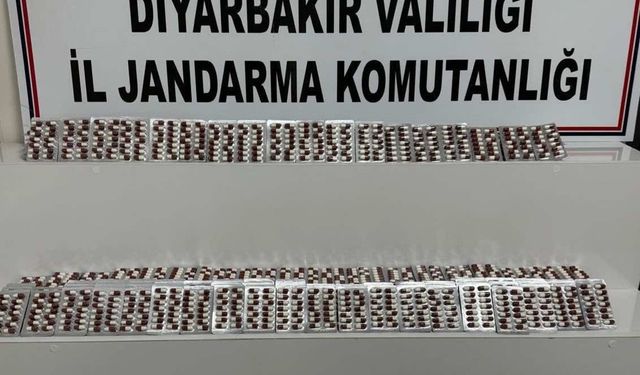 DİYARBAKIR VALİLİĞİ
İL JANDARMA KOMUTANLIĞI